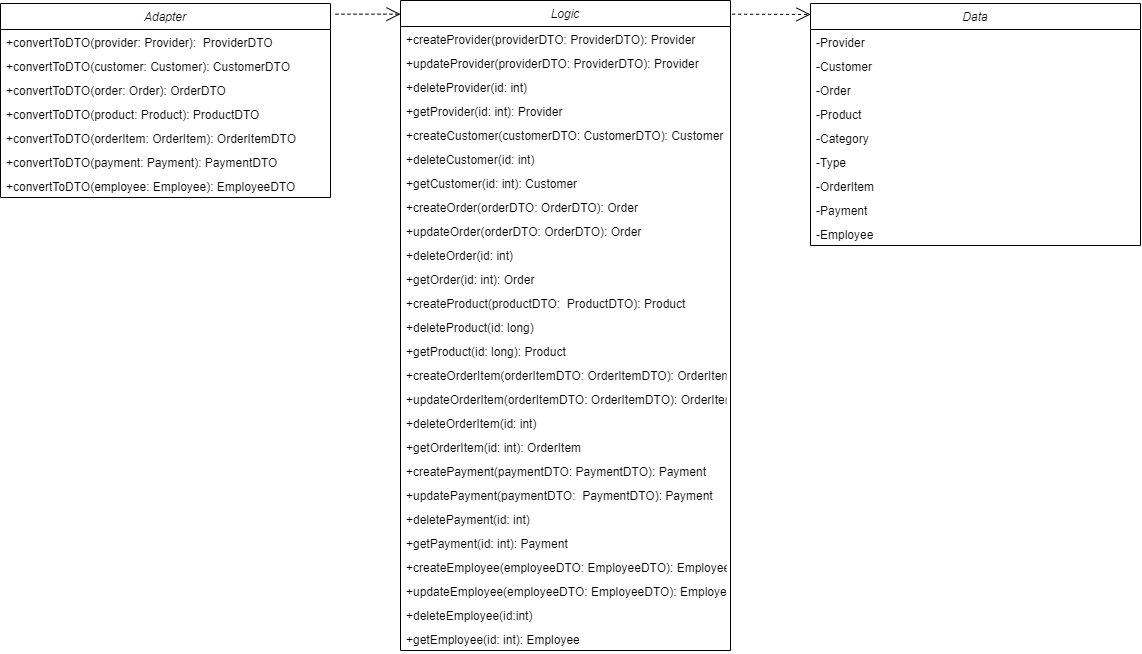 Adapter
+convertToDTO(provider: Provider):  ProviderDTO
+convertToDTO(customer: Customer): CustomerDTO
+convertToDTO(order: Order): OrderDTO
+convertToDTO(product: Product): ProductDTO
+convertToDTO(orderItem: OrderItem): OrderItemDTO
+convertToDTO(payment: Payment): PaymentDTO
+convertToDTO(employee: Employee): EmployeeDTO
Logic
+createProvider(providerDTO: ProviderDTO): Provider
+updateProvider(providerDTO: ProviderDTO): Provider
+deleteProvider(id: int)
+getProvider(id: int): Provider
+createCustomer(customerDTO: CustomerDTO): Customer
+deleteCustomer(id: int)
+getCustomer(id: int): Customer
+createOrder(orderDTO: OrderDTO): Order
+updateOrder(orderDTO: OrderDTO): Order
+deleteOrder(id: int)
+getOrder(id: int): Order
+createProduct(productDTO:  ProductDTO): Product
+deleteProduct(id: long)
+getProduct(id: long): Product
+createOrderItem(orderItemDTO: OrderItemDTO): OrderItem
+updateOrderItem(orderItemDTO: OrderItemDTO): OrderIte
+deleteOrderItem(id: int)
+getOrderItem(id: int): OrderItem
+createPayment(paymentDTO: PaymentDTO): Payment
+updatePayment(paymentDTO:  PaymentDTO): Payment
+deletePayment(id: int)
+getPayment(id: int): Payment
+createEmployee(employeeDTO: EmployeeDTO): Employee
+updateEmployee(employeeDTO: EmployeeDTO): Employe
+deleteEmployee(id:int)
+getEmployee(id: int): Employee
Data
-Provider
-Customer
-Order
-Product
-Category
-Type
-OrderItem
-Payment
-Employee